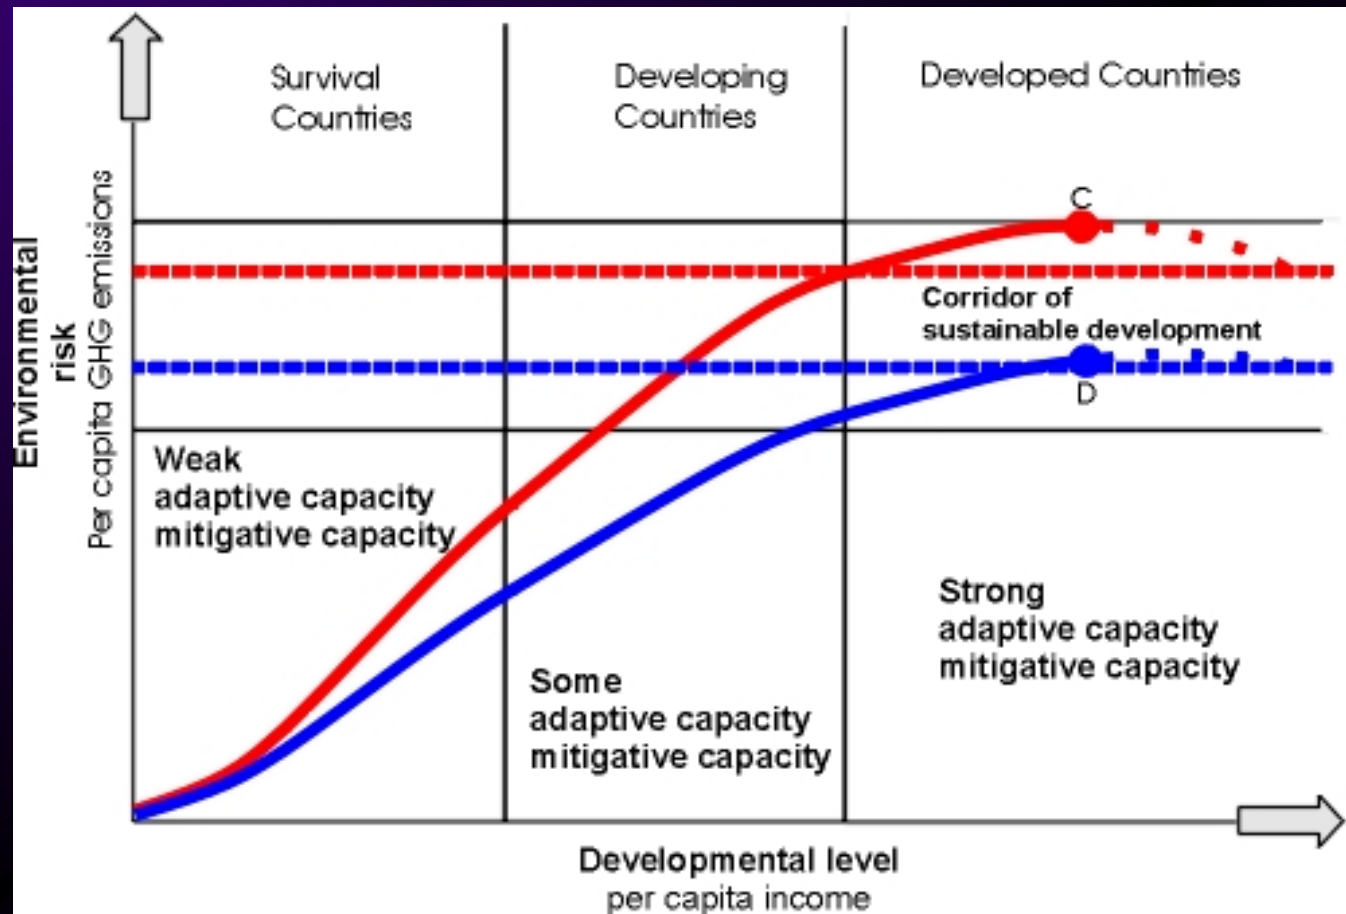 Survival
Countries
Developing
Countries
Developed Countries
C
Corridor of
sustainable development
D
Environmental
risk
Per capita GHG emissions
Weak
adaptive capacity
mitigative capacity
Some
adaptive capacity
mitigative capacity
Strong
adaptive capacity
mitigative capacity
Developmental level
per capita income